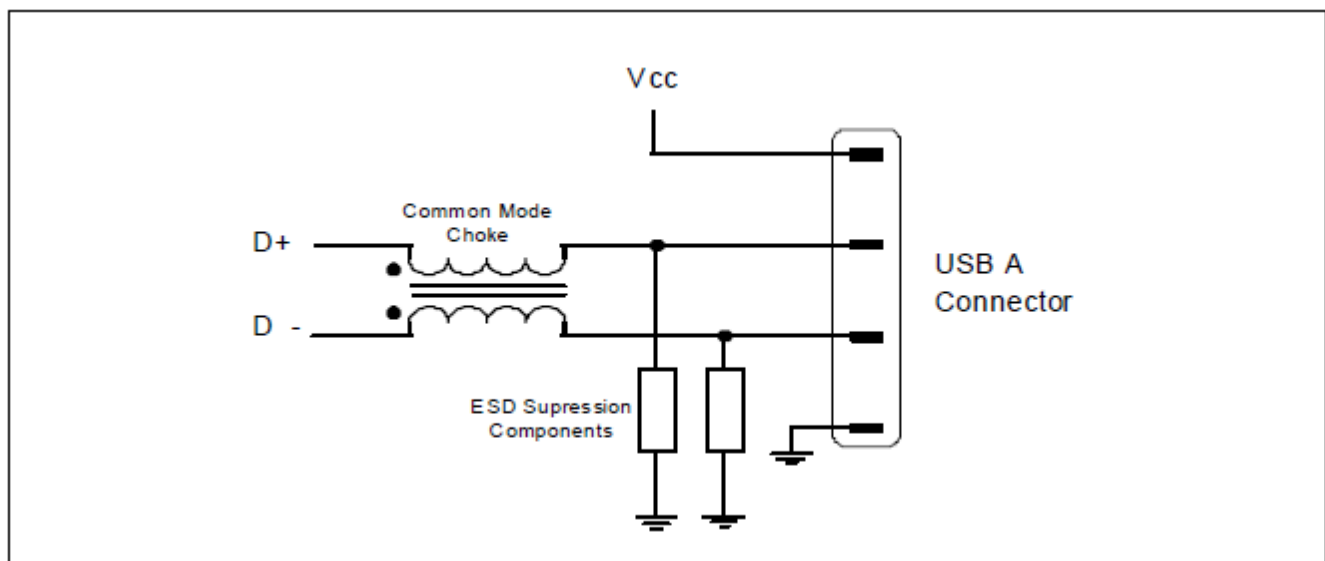 Vcc
Common Mode
Choke
D+
D -
USB A
Connector
ESD Supression
Components